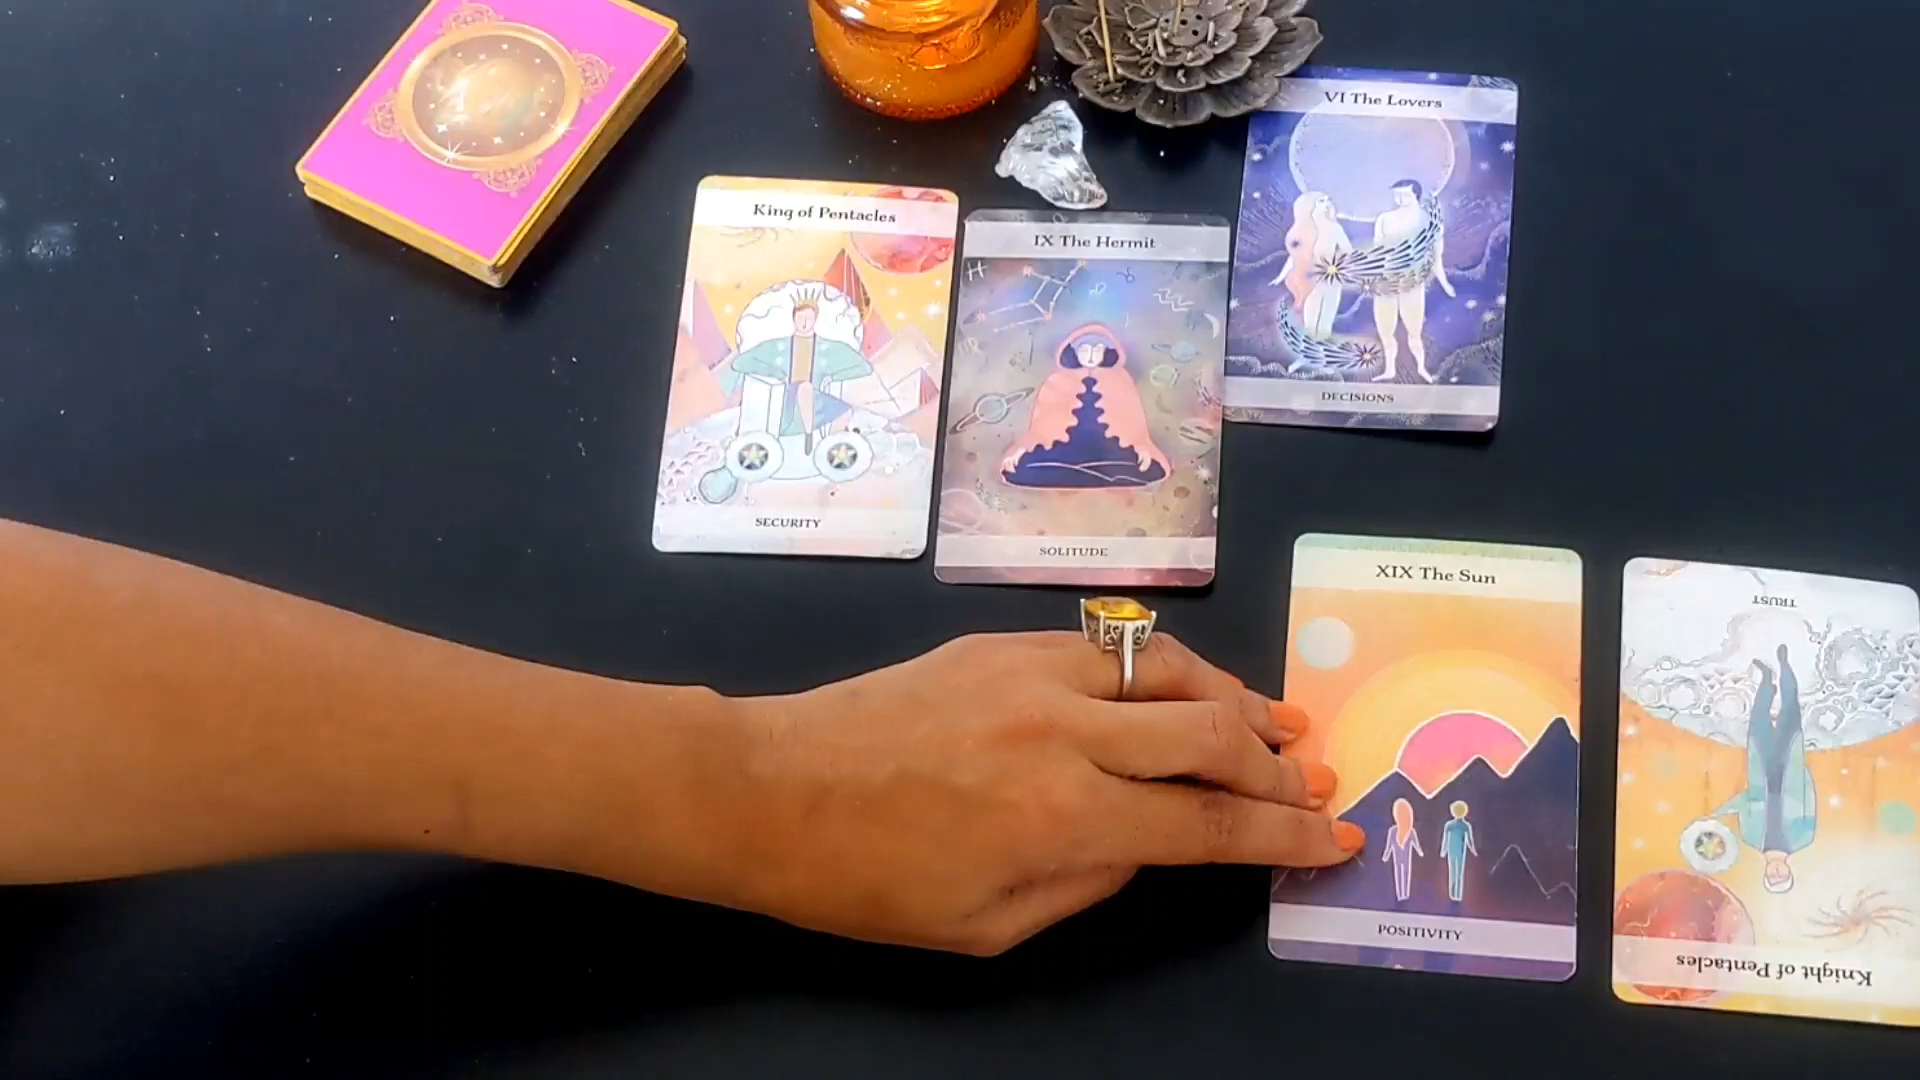 VI The Lovers
DECISIONS
King of Pentacles
SECURITY
IX The Hermit
SOLITUDE
XIX The Sun
POSITIVITY
TRUST
Knight of Pentacles